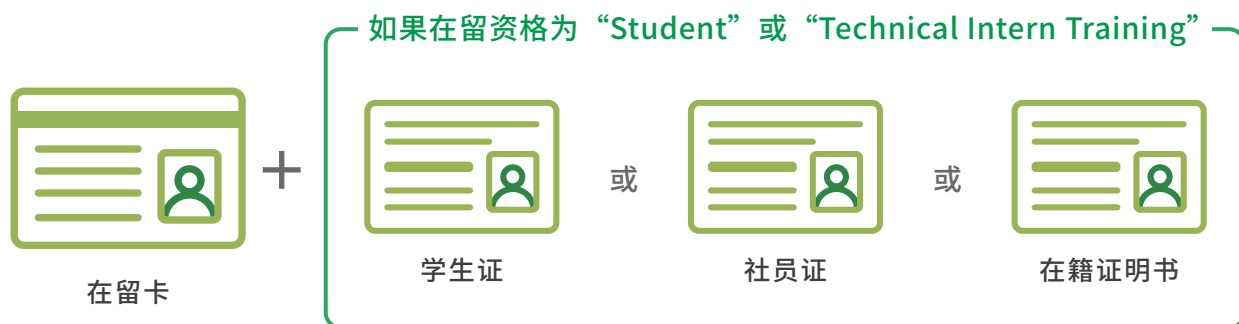 如果在留资格为“Student”或“Technical Intern Training”
+
或
或
在留卡
学生证
社员证
在籍证明书